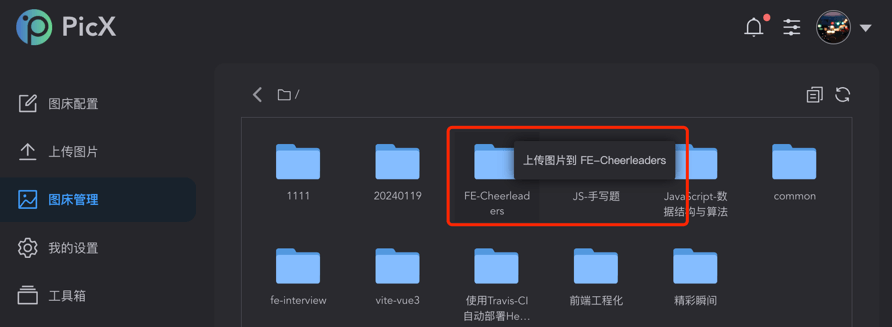 PicX
图床配置
上传图片
图床管理
我的设置
工具箱
/
上传图片到 FE-Cheerleaders
1111
20240119
FE-Cheerlead
ers
JS-手写题
JavaScript-数
据结构与算法
common
fe-interview
vite-vue3
使用Travis-CI
自动部署He...
前端工程化
精彩瞬间